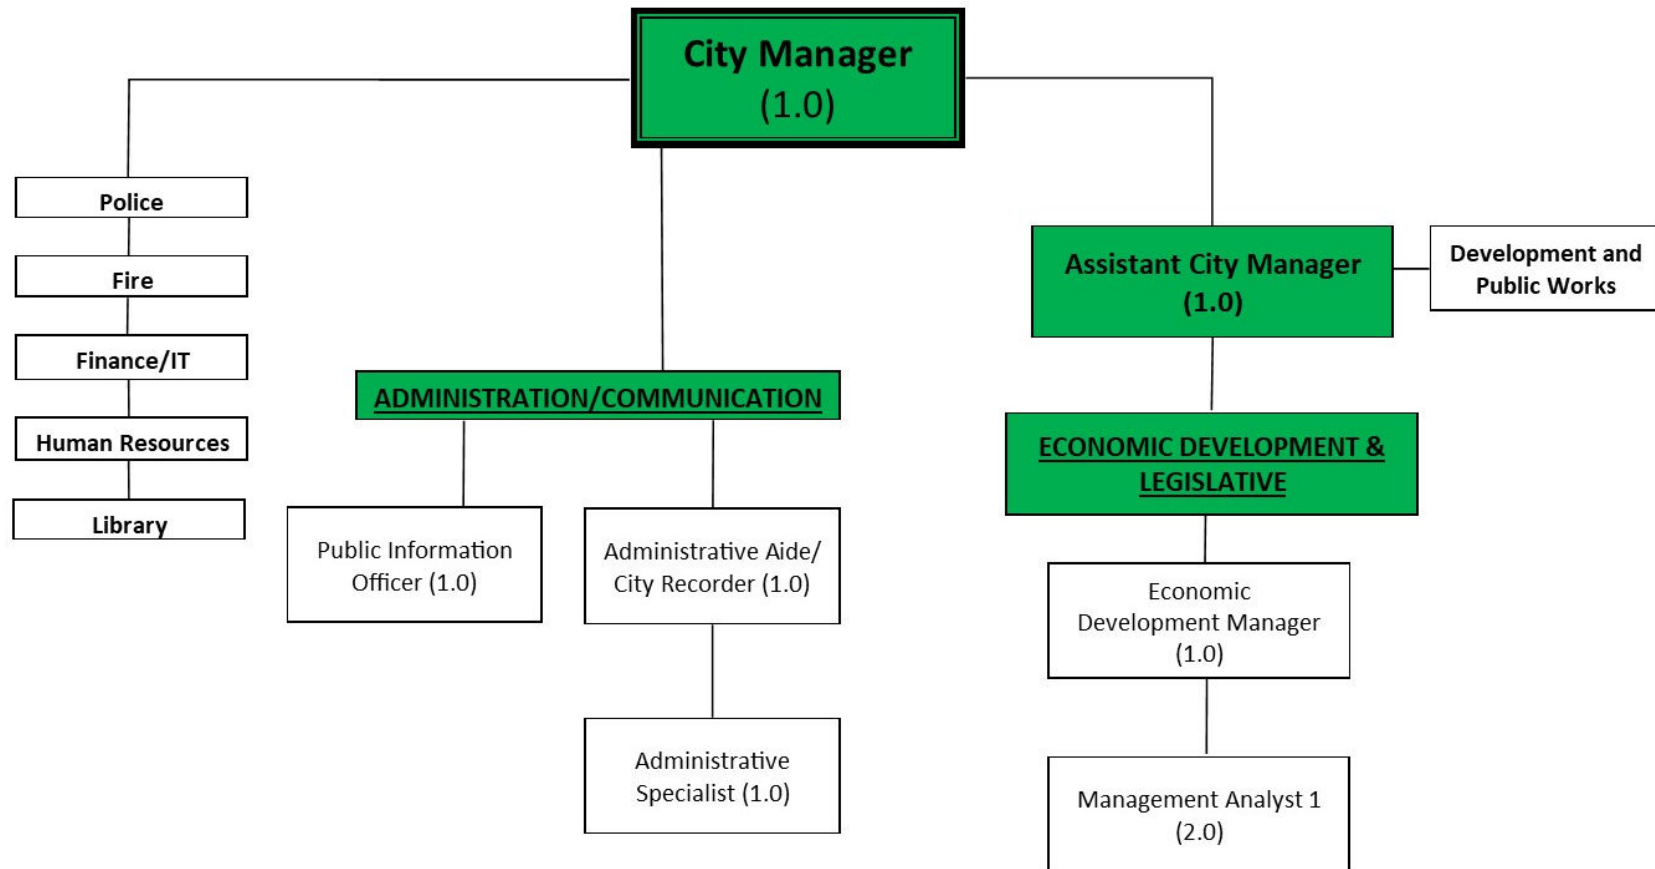 City Manager
(1.0)
Police
Fire
Finance/IT
Human Resources
Library
ADMINISTRATION/COMMUNICATION
Public Information
Officer (1.0)
Administrative Aide/
City Recorder (1.0)
Administrative
Specialist (1.0)
Assistant City Manager
(1.0)
Development and
Public Works
ECONOMIC DEVELOPMENT &
LEGISLATIVE
Economic
Development Manager
(1.0)
Management Analyst 1
(2.0)